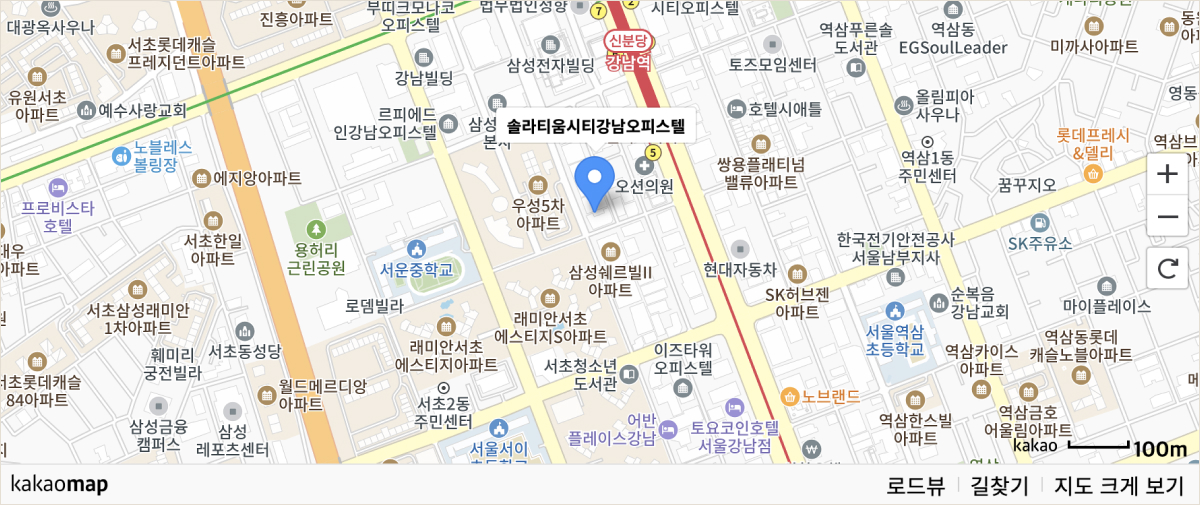 대광옥사우나
진흥아파트
부띠크모나코
오피스텔
법무법인정향
7
2
시티오피스텔
신분당
강남역
서초롯데캐슬
프레지던트아파트
강남빌딩
삼성전자빌딩
토즈모임센터
역삼푸른솔
도서관
역삼동
EGSoulLeader
미까사아파트
유원서초
아파트
예수사랑교회
르피에드
인강남오피스텔
호텔시애틀
올림피아
사우나
영동
솔라티움시티강남오피스텔
노블레스
볼링장
5
오션의원
쌍용플래티넘
밸류아파트
역삼1동
주민센터
롯데프레시
&델리
에지앙아파트
꿈꾸지오
프로비스타
호텔
우성5차
아파트
서초한일
아파트
용허리
근린공원
서운중학교
삼성쉐르빌II
아파트
현대자동차
한국전기안전공사
서울남부지사
SK주유소
서초삼성래미안
1차아파트
로뎀빌라
래미안서초
에스티지S아파트
SK허브젠
아파트
순복음
강남교회
마이플레이스
서초동성당
훼미리
궁전빌라
래미안서초
에스티지아파트
이즈타워
오피스텔
서울역삼
초등학교
역삼카이스
아파트
역삼동롯데
캐슬노블아파트
서초롯데캐슬
84아파트
월드메르디앙
아파트
서초청소년
도서관
서초2동
주민센터
노브랜드
역삼한스빌
아파트
역삼금호
어울림아파트
삼성금융
캠퍼스
삼성
레포츠센터
어반
플레이스강남
토요코인호텔
서울강남점
서울서이
kakao
100m
kakaomap
로드뷰
길찾기
지도 크게 보기